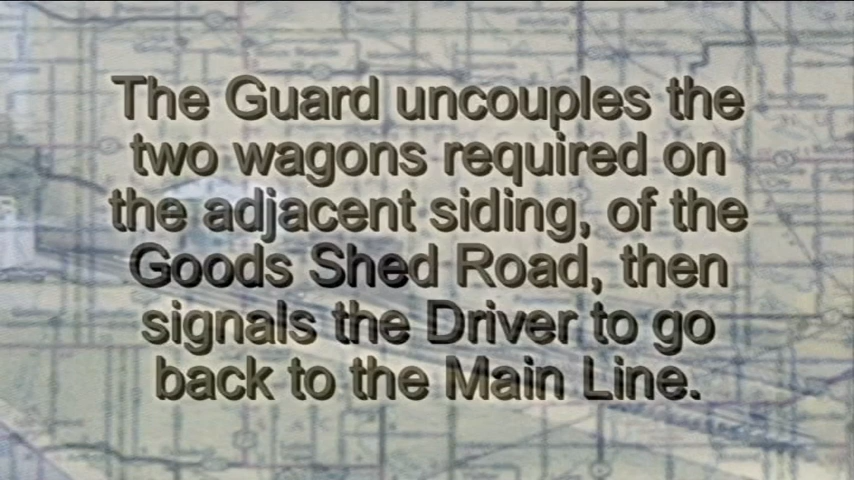 The Guard uncouples the
two wagons required on
the adjacent siding, of the
Goods Shed Road, then
signals the Driver to go
back to the Main Line.